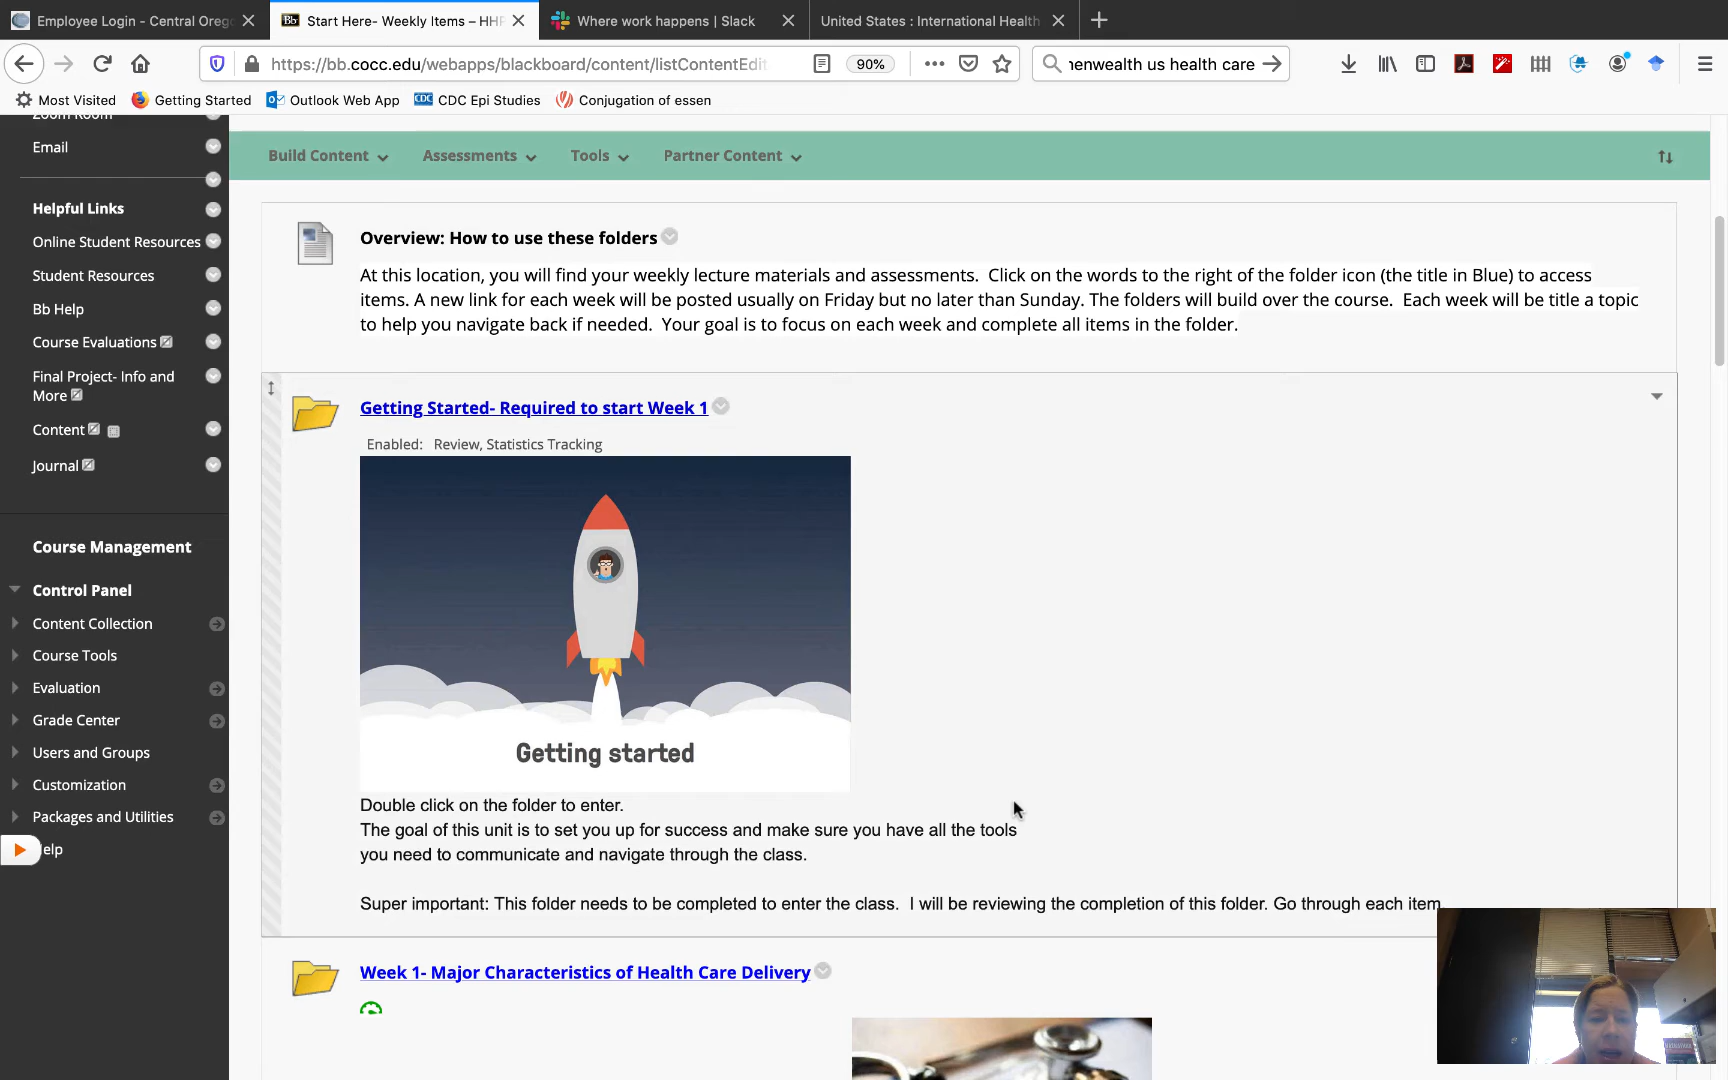 Employee Login - Central Orego
Start Here- Weekly Items – HHP
Where work happens | Slack
United States : International Health
https://bb.cocc.edu/webapps/blackboard/content/listContentEdit
90%
nenwealth us health care
Most Visited
Getting Started
Outlook Web App
CDC Epi Studies
Conjugation of essen
Zoom Room
Email
Helpful Links
Online Student Resources
Student Resources
Bb Help
Course Evaluations
Final Project- Info and
More
Content
Journal
Course Management
Control Panel
Content Collection
Course Tools
Evaluation
Grade Center
Users and Groups
Customization
Packages and Utilities
elp
Build Content
Assessments
Tools
Partner Content
Overview: How to use these folders
At this location, you will find your weekly lecture materials and assessments. Click on the words to the right of the folder icon (the title in Blue) to access
items. A new link for each week will be posted usually on Friday but no later than Sunday. The folders will build over the course. Each week will be title a topic
to help you navigate back if needed. Your goal is to focus on each week and complete all items in the folder.
Getting Started- Required to start Week 1
Enabled: Review, Statistics Tracking
Getting started
Double click on the folder to enter.
The goal of this unit is to set you up for success and make sure you have all the tools
you need to communicate and navigate through the class.
Super important: This folder needs to be completed to enter the class. I will be reviewing the completion of this folder. Go through each item.
Week 1- Major Characteristics of Health Care Delivery